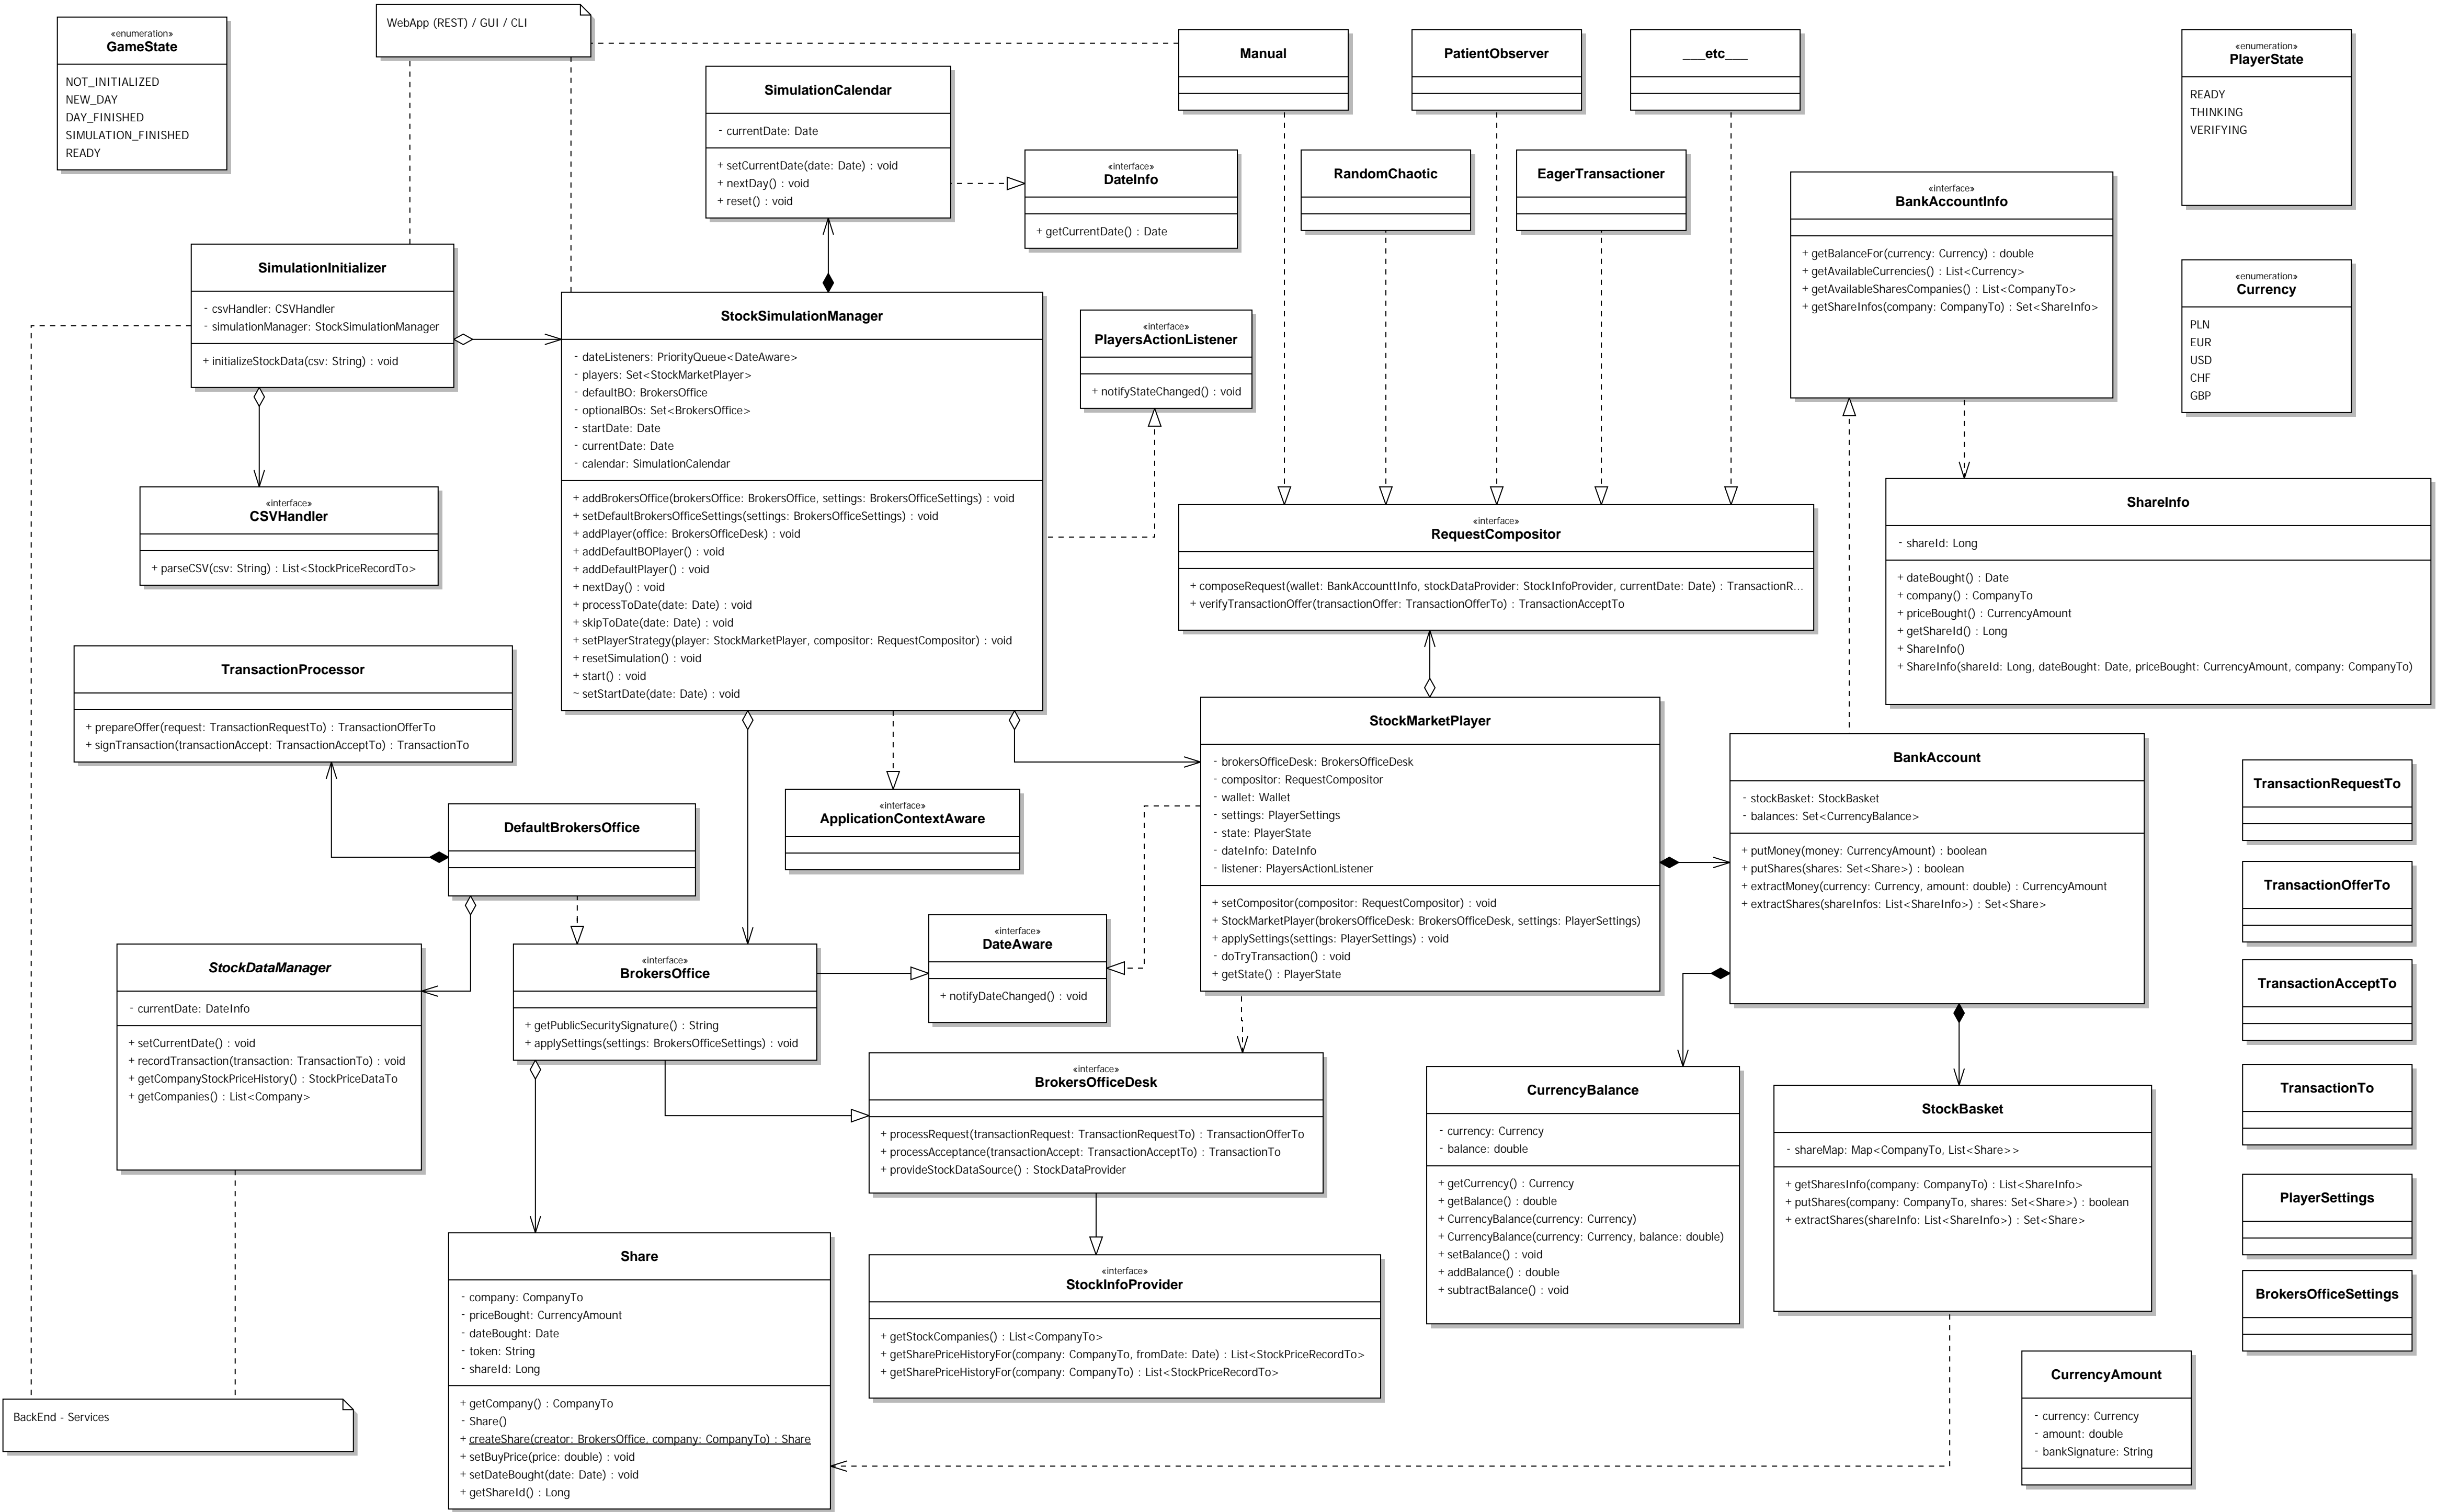 «enumeration»
GameState
NOT_INITIALIZED
NEW_DAY
DAY_FINISHED
SIMULATION_FINISHED
READY
WebApp (REST) / GUI / CLI
SimulationCalendar
- currentDate: Date
+ setCurrentDate(date: Date) : void
+ nextDay() : void
+ reset() : void
«interface»
DateInfo
+ getCurrentDate() : Date
Manual
PatientObserver
___etc___
RandomChaotic
EagerTransactioner
«enumeration»
PlayerState
READY
THINKING
VERIFYING
«interface»
BankAccountInfo
+ getBalanceFor(currency: Currency) : double
+ getAvailableCurrencies() : List<Currency>
+ getAvailableSharesCompanies() : List<CompanyTo>
+ getShareInfos(company: CompanyTo) : Set<ShareInfo>
«enumeration»
Currency
PLN
EUR
USD
CHF
GBP
SimulationInitializer
- csvHandler: CSVHandler
- simulationManager: StockSimulationManager
+ initializeStockData(csv: String) : void
StockSimulationManager
- dateListeners: PriorityQueue<DateAware>
- players: Set<StockMarketPlayer>
- defaultBO: BrokersOffice
- optionalBOs: Set<BrokersOffice>
- startDate: Date
- currentDate: Date
- calendar: SimulationCalendar
+ addBrokersOffice(brokersOffice: BrokersOffice, settings: BrokersOfficeSettings) : void
+ setDefaultBrokersOfficeSettings(settings: BrokersOfficeSettings) : void
+ addPlayer(office: BrokersOfficeDesk) : void
+ addDefaultBOPlayer() : void
+ addDefaultPlayer() : void
+ nextDay() : void
+ processToDate(date: Date) : void
+ skipToDate(date: Date) : void
+ setPlayerStrategy(player: StockMarketPlayer, compositor: RequestCompositor) : void
+ resetSimulation() : void
+ start() : void
~ setStartDate(date: Date) : void
«interface»
PlayersActionListener
+ notifyStateChanged() : void
«interface»
CSVHandler
+ parseCSV(csv: String) : List<StockPriceRecordTo>
«interface»
RequestCompositor
+ composeRequest(wallet: BankAccounttInfo, stockDataProvider: StockInfoProvider, currentDate: Date) : TransactionR...
+ verifyTransactionOffer(transactionOffer: TransactionOfferTo) : TransactionAcceptTo
ShareInfo
- shareId: Long
+ dateBought() : Date
+ company() : CompanyTo
+ priceBought() : CurrencyAmount
+ getShareId() : Long
+ ShareInfo()
+ ShareInfo(shareId: Long, dateBought: Date, priceBought: CurrencyAmount, company: CompanyTo)
TransactionProcessor
+ prepareOffer(request: TransactionRequestTo) : TransactionOfferTo
+ signTransaction(transactionAccept: TransactionAcceptTo) : TransactionTo
StockMarketPlayer
- brokersOfficeDesk: BrokersOfficeDesk
- compositor: RequestCompositor
- wallet: Wallet
- settings: PlayerSettings
- state: PlayerState
- dateInfo: DateInfo
- listener: PlayersActionListener
+ setCompositor(compositor: RequestCompositor) : void
+ StockMarketPlayer(brokersOfficeDesk: BrokersOfficeDesk, settings: PlayerSettings)
+ applySettings(settings: PlayerSettings) : void
- doTryTransaction() : void
+ getState() : PlayerState
BankAccount
- stockBasket: StockBasket
- balances: Set<CurrencyBalance>
+ putMoney(money: CurrencyAmount) : boolean
+ putShares(shares: Set<Share>) : boolean
+ extractMoney(currency: Currency, amount: double) : CurrencyAmount
+ extractShares(shareInfos: List<ShareInfo>) : Set<Share>
TransactionRequestTo
TransactionOfferTo
TransactionAcceptTo
TransactionTo
PlayerSettings
BrokersOfficeSettings
DefaultBrokersOffice
«interface»
ApplicationContextAware
StockDataManager
- currentDate: DateInfo
+ setCurrentDate() : void
+ recordTransaction(transaction: TransactionTo) : void
+ getCompanyStockPriceHistory() : StockPriceDataTo
+ getCompanies() : List<Company>
«interface»
BrokersOffice
+ getPublicSecuritySignature() : String
+ applySettings(settings: BrokersOfficeSettings) : void
«interface»
DateAware
+ notifyDateChanged() : void
«interface»
BrokersOfficeDesk
+ processRequest(transactionRequest: TransactionRequestTo) : TransactionOfferTo
+ processAcceptance(transactionAccept: TransactionAcceptTo) : TransactionTo
+ provideStockDataSource() : StockDataProvider
CurrencyBalance
- currency: Currency
- balance: double
+ getCurrency() : Currency
+ getBalance() : double
+ CurrencyBalance(currency: Currency)
+ CurrencyBalance(currency: Currency, balance: double)
+ setBalance() : void
+ addBalance() : double
+ subtractBalance() : void
StockBasket
- shareMap: Map<CompanyTo, List<Share>>
+ getSharesInfo(company: CompanyTo) : List<ShareInfo>
+ putShares(company: CompanyTo, shares: Set<Share>) : boolean
+ extractShares(shareInfo: List<ShareInfo>) : Set<Share>
Share
- company: CompanyTo
- priceBought: CurrencyAmount
- dateBought: Date
- token: String
- shareId: Long
+ getCompany() : CompanyTo
- Share()
+ createShare(creator: BrokersOffice, company: CompanyTo) : Share
+ setBuyPrice(price: double) : void
+ setDateBought(date: Date) : void
+ getShareId() : Long
«interface»
StockInfoProvider
+ getStockCompanies() : List<CompanyTo>
+ getSharePriceHistoryFor(company: CompanyTo, fromDate: Date) : List<StockPriceRecordTo>
+ getSharePriceHistoryFor(company: CompanyTo) : List<StockPriceRecordTo>
CurrencyAmount
- currency: Currency
- amount: double
- bankSignature: String
BackEnd - Services